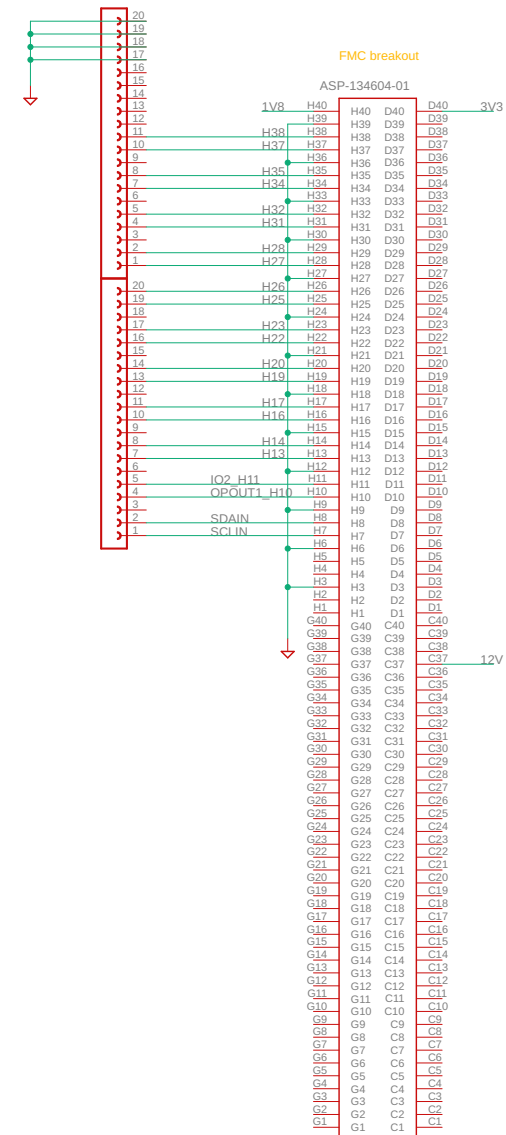 FMC breakout
ASP-134604-01
20
19
18
17
16
15
14
13
12
11 H38
10 H37
9
8 H35
7 H34
6
5 H32
4 H31
3
2 H28
1 H27
20 H26
19 H25
18
17 H23
16 H22
15
14 H20
13 H19
12
11 H17
10 H16
9
8 H14
7 H13
6
5 IO2_H11
4 OPOUT1_H10
3
2 SDAIN
1 SCLIN
1V8 H40 H40 D40 D40 3V3
H39 H39 D39 D39
H38 H38 D38 D38
H37 H37 D37 D37
H36 H36 D36 D36
H35 H35 D35 D35
H34 H34 D34 D34
H33 H33 D33 D33
H32 H32 D32 D32
H31 H31 D31 D31
H30 H30 D30 D30
H29 H29 D29 D29
H28 H28 D28 D28
H27 H27 D27 D27
H26 H26 D26 D26
H25 H25 D25 D25
H24 H24 D24 D24
H23 H23 D23 D23
H22 H22 D22 D22
H21 H21 D21 D21
H20 H20 D20 D20
H19 H19 D19 D19
H18 H18 D18 D18
H17 H17 D17 D17
H16 H16 D16 D16
H15 H15 D15 D15
H14 H14 D14 D14
H13 H13 D13 D13
H12 H12 D12 D12
H11 H11 D11 D11
H10 H10 D10 D10
H9 H9 D9 D9
H8 H8 D8 D8
H7 H7 D7 D7
H6 H6 D6 D6
H5 H5 D5 D5
H4 H4 D4 D4
H3 H3 D3 D3
H2 H2 D2 D2
H1 H1 D1 D1
G40 G40 C40 C40
G39 G39 C39 C39
G38 G38 C38 C38
G37 G37 C37 C37 12V
G36 G36 C36 C36
G35 G35 C35 C35
G34 G34 C34 C34
G33 G33 C33 C33
G32 G32 C32 C32
G31 G31 C31 C31
G30 G30 C30 C30
G29 G29 C29 C29
G28 G28 C28 C28
G27 G27 C27 C27
G26 G26 C26 C26
G25 G25 C25 C25
G24 G24 C24 C24
G23 G23 C23 C23
G22 G22 C22 C22
G21 G21 C21 C21
G20 G20 C20 C20
G19 G19 C19 C19
G18 G18 C18 C18
G17 G17 C17 C17
G16 G16 C16 C16
G15 G15 C15 C15
G14 G14 C14 C14
G13 G13 C13 C13
G12 G12 C12 C12
G11 G11 C11 C11
G10 G10 C10 C10
G9 G9 C9 C9
G8 G8 C8 C8
G7 G7 C7 C7
G6 G6 C6 C6
G5 G5 C5 C5
G4 G4 C4 C4
G3 G3 C3 C3
G2 G2 C2 C2
G1 G1 C1 C1